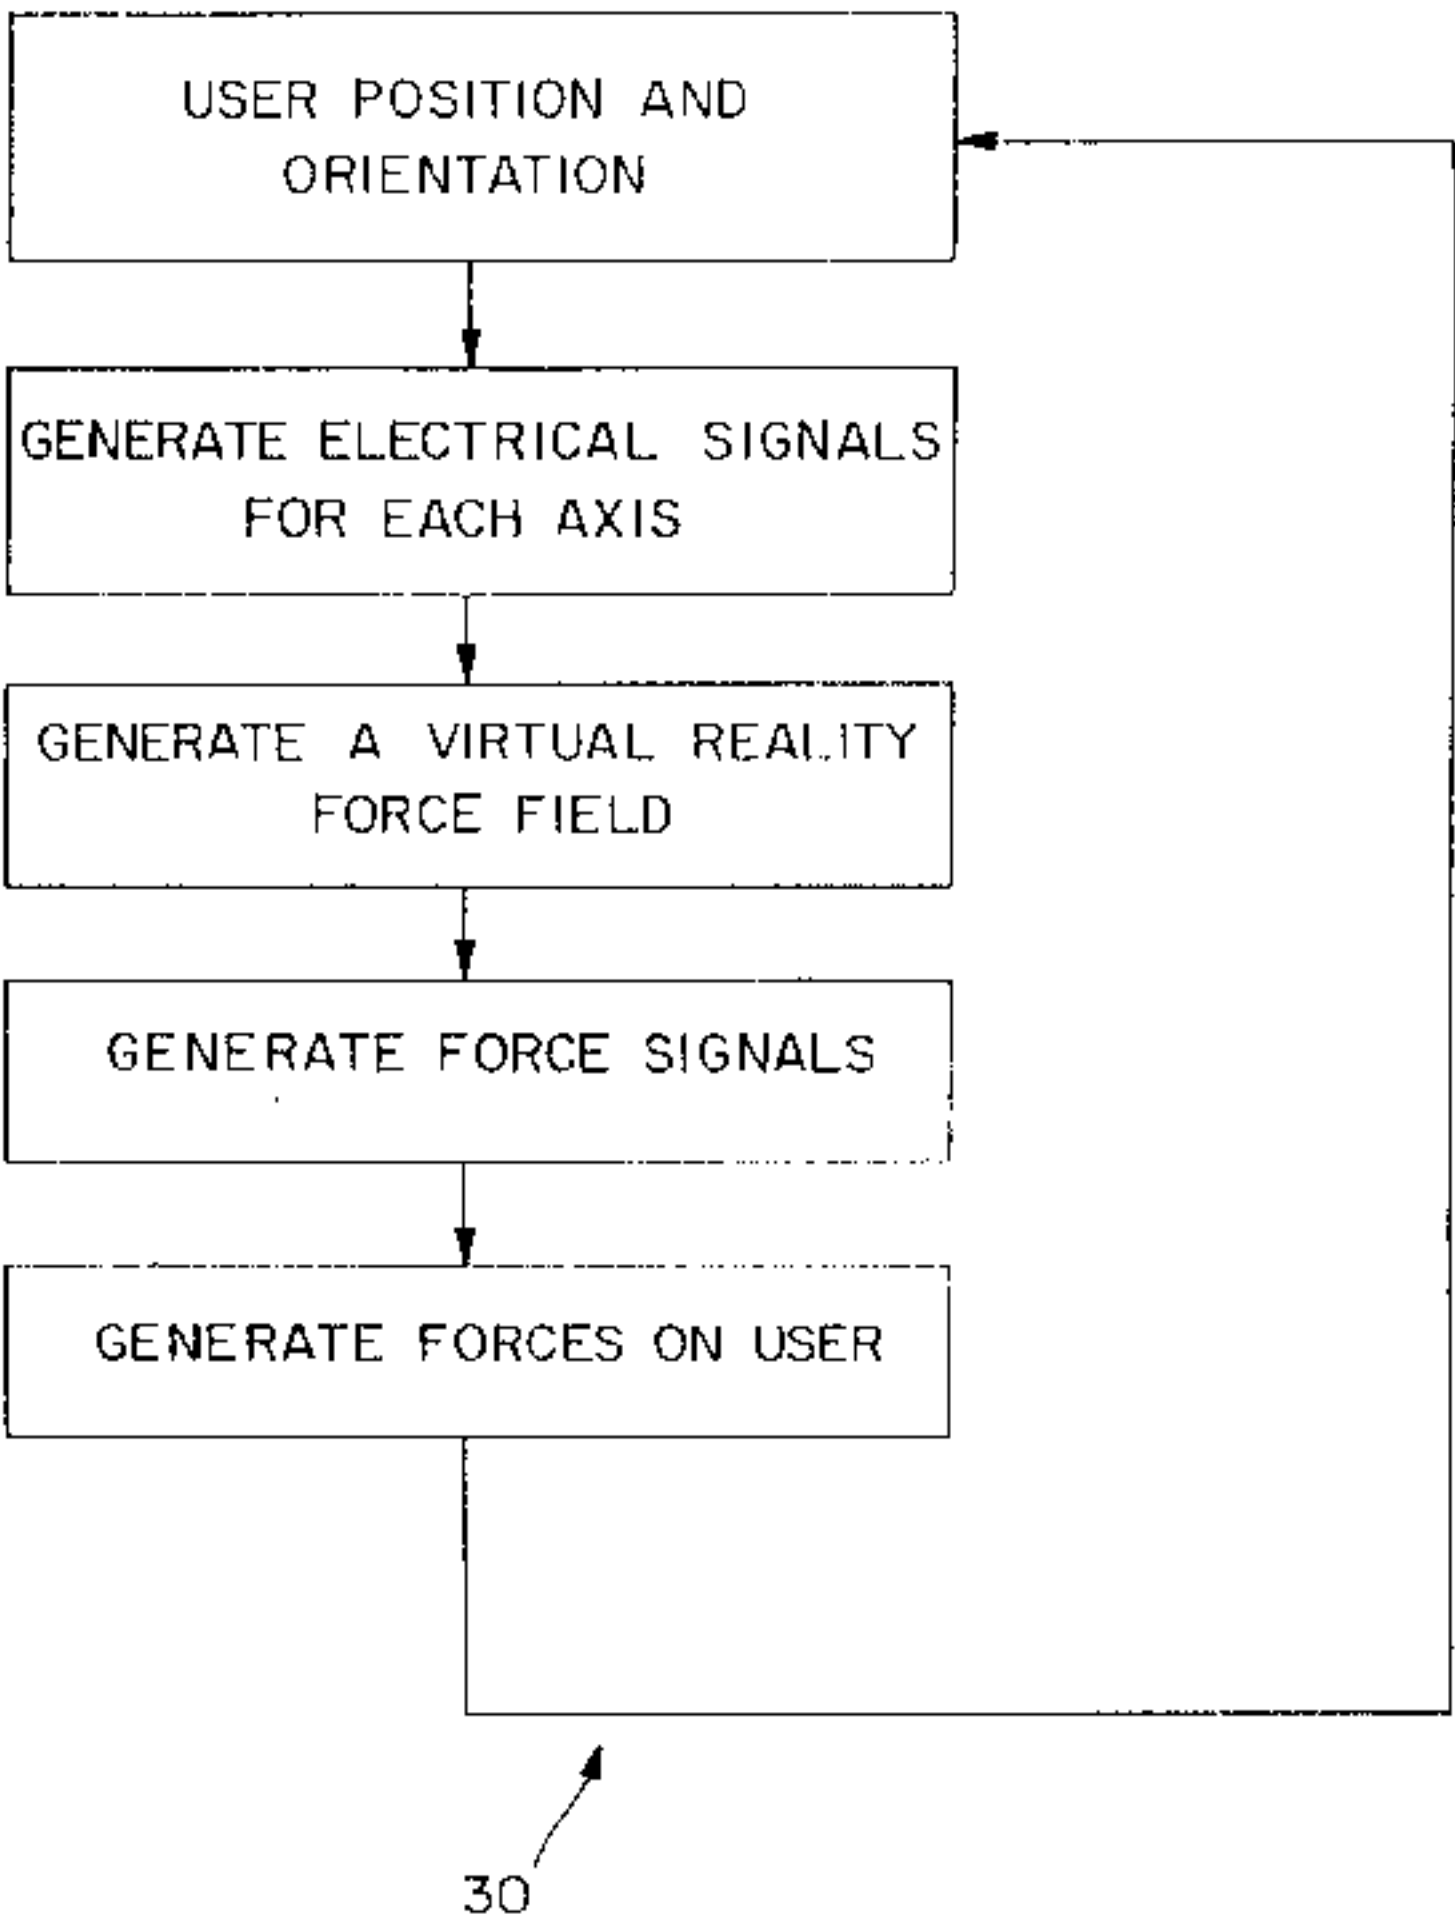 USER POSITION AND
ORIENTATION
GENERATE ELECTRICAL SIGNALS
FOR EACH AXIS
GENERATE A VIRTUAL REALITY
FORCE FIELD
GENERATE FORCE SIGNALS
GENERATE FORCES ON USER
30